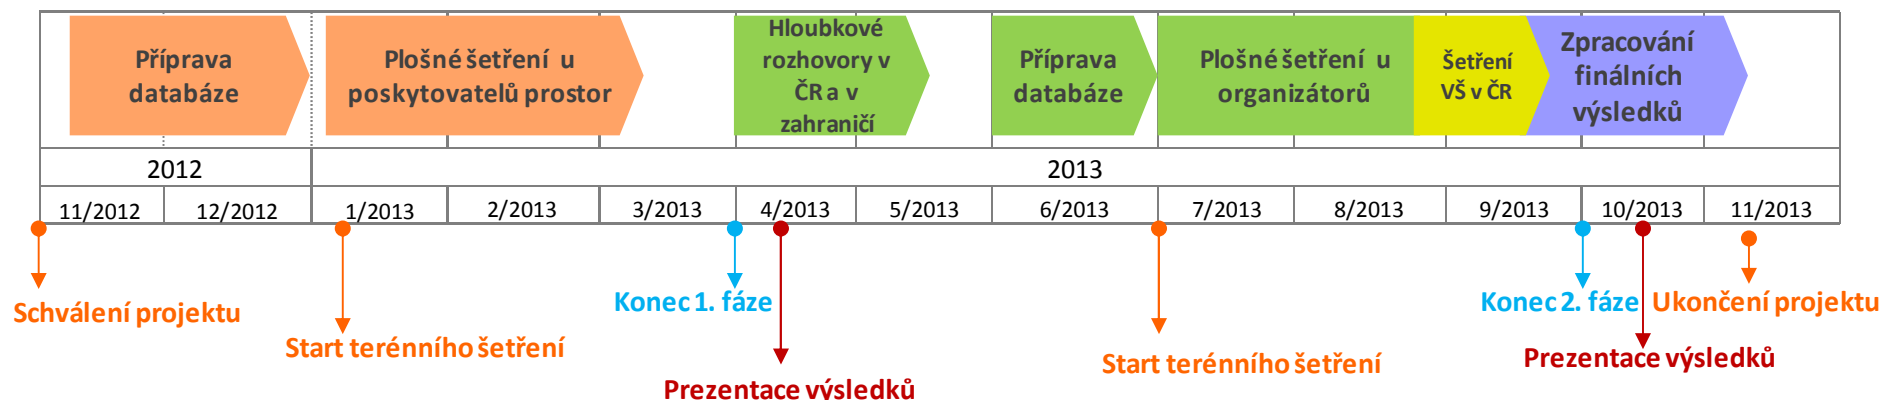 Příprava
databáze
Plošné šetření u
poskytovatelů prostor
Hloubkové
rozhovory v
ČR a v
zahraničí
Příprava
databáze
Plošné šetření u
organizátorů
Šetření
VŠ v ČR
Zpracování
finálních
výsledků
2012 2013
11/2012 12/2012 1/2013 2/2013 3/2013 4/2013 5/2013 6/2013 7/2013 8/2013 9/2013 10/2013 11/2013
Schválení projektu
Start terénního šetření
Konec 1. fáze
Prezentace výsledků
Start terénního šetření
Konec 2. fáze
Prezentace výsledků
Ukončení projektu